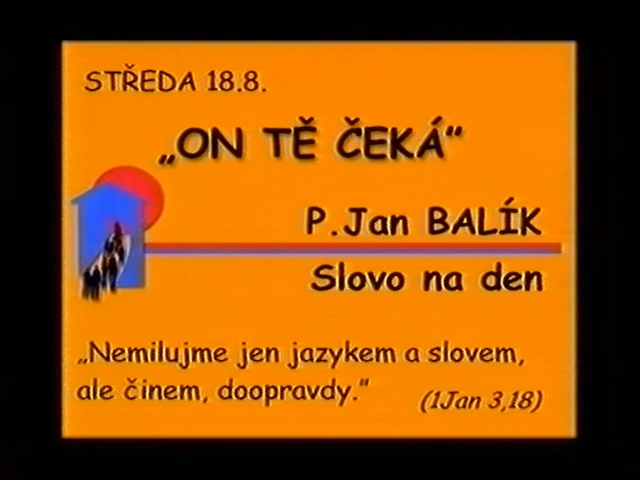 STŘEDA 18.8.
„ON TĚ ČEKÁ”
P.Jan BALÍK
Slovo na den
„Nemilujme jen jazykem a slovem,
ale činem, doopravdy.”
(1Jan 3,18)